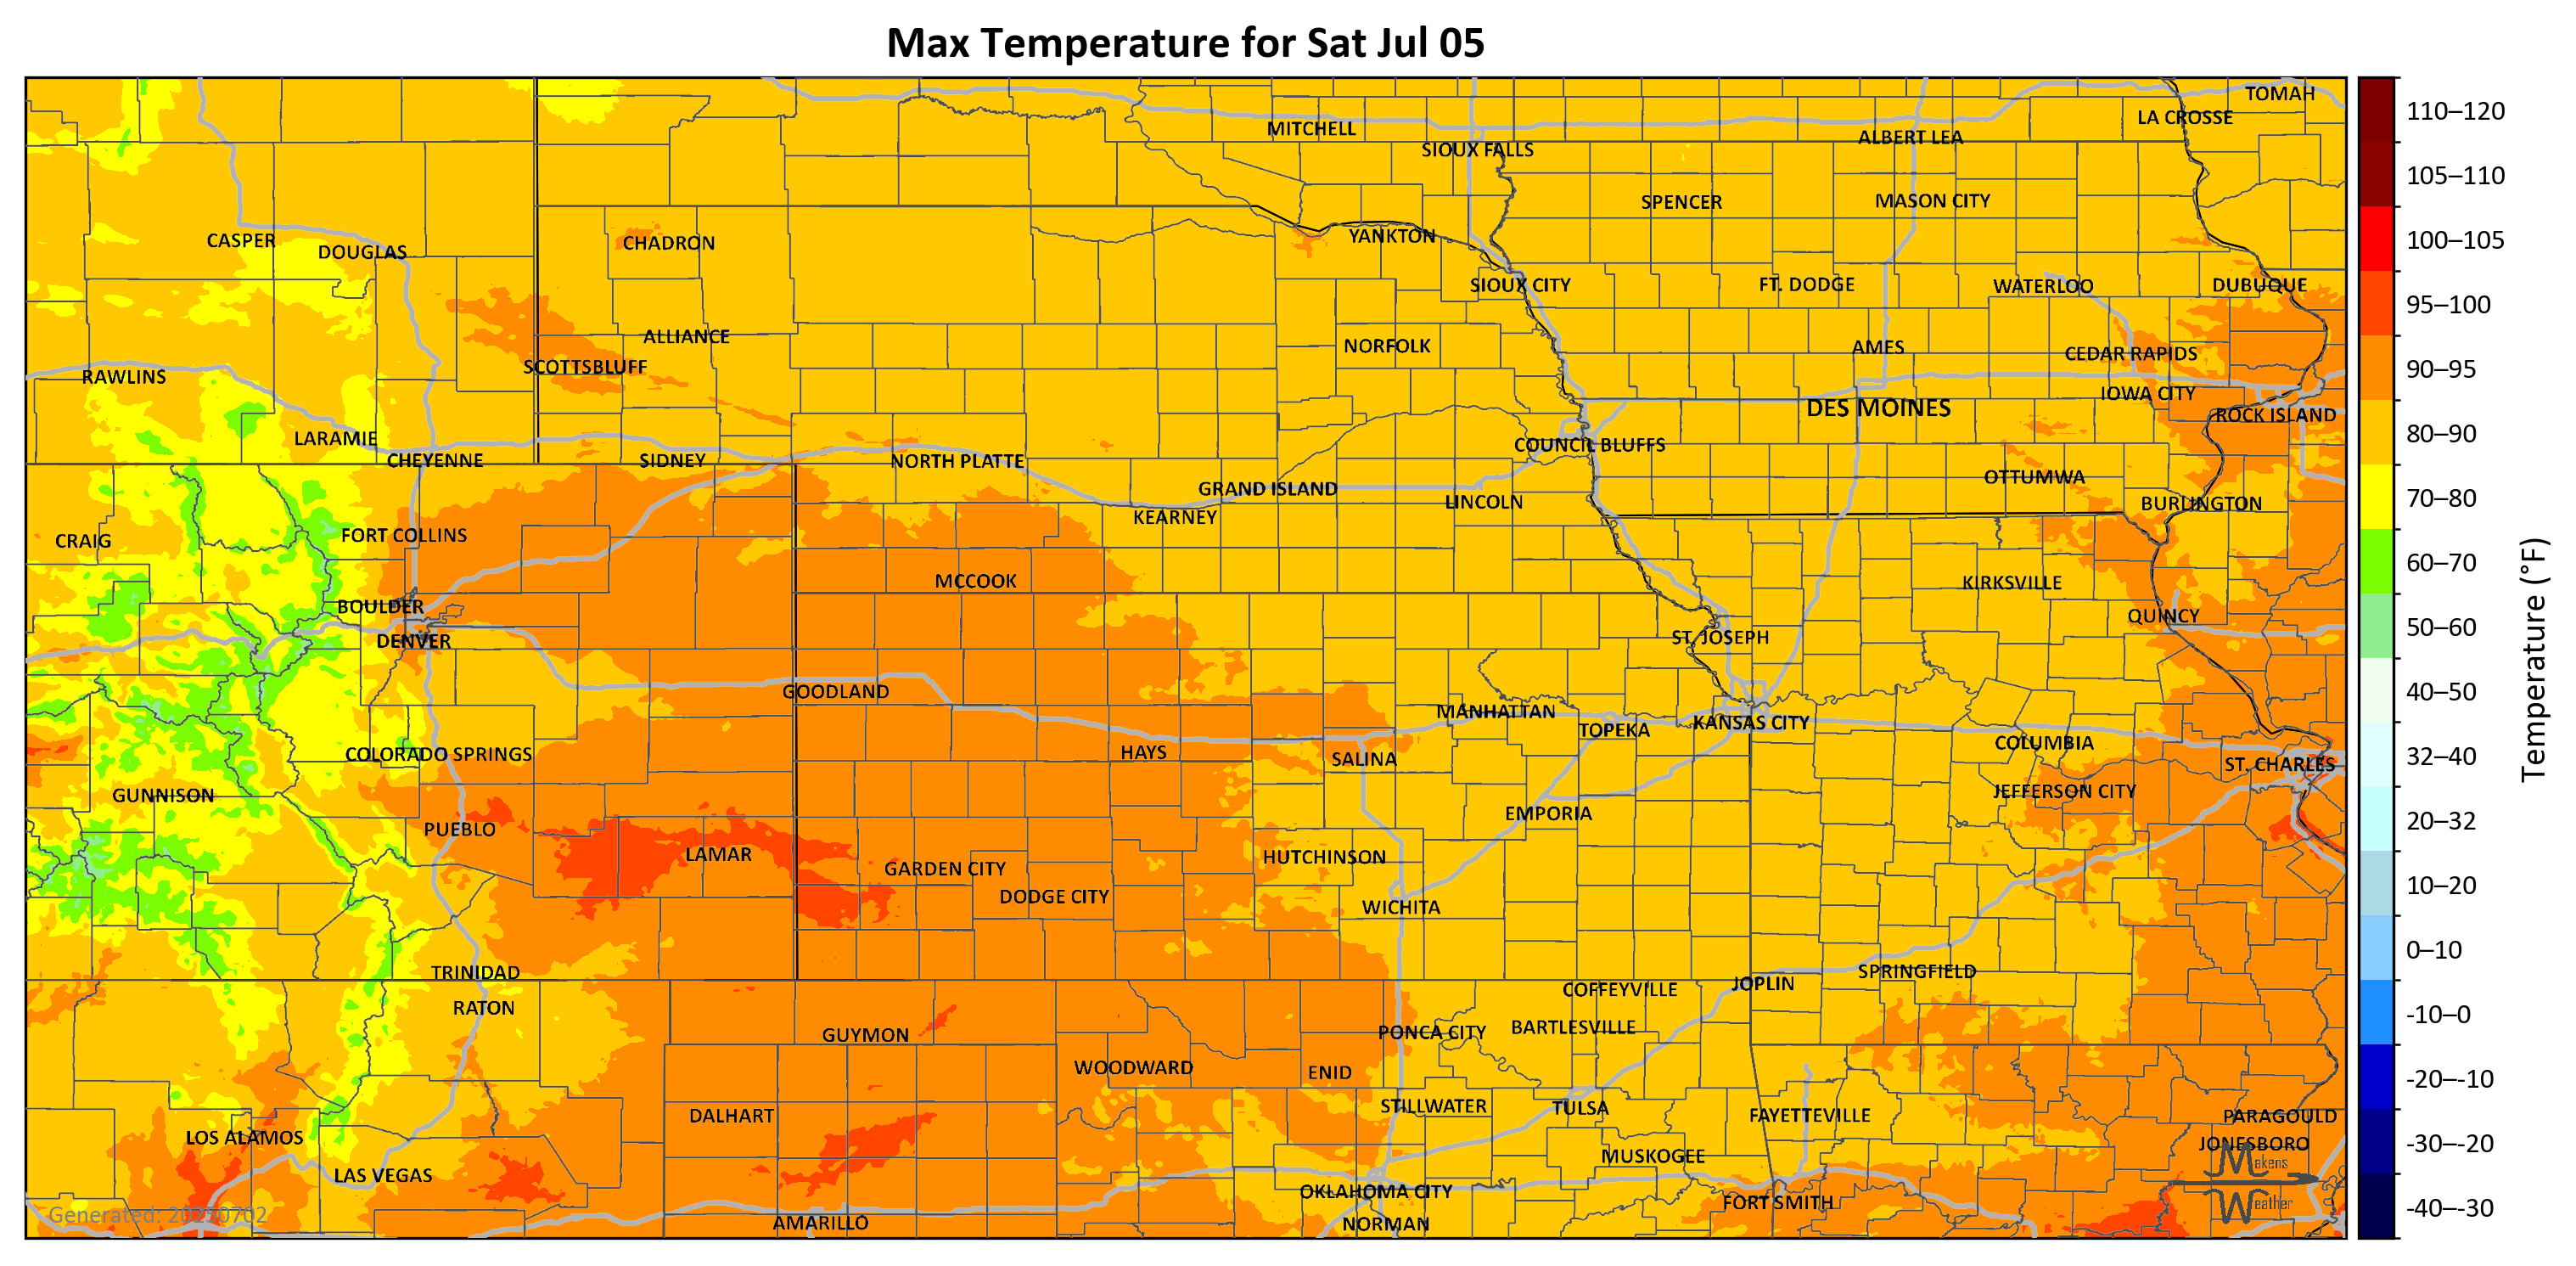 Max Temperature for Sat Jul 05
TOMAH
LA CROSSE
MITCHELL
ALBERT LEA
SIOUX FALLS
SPENCER
MASON CITY
CASPER
DOUGLAS
CHADRON
YANKTON
SIOUX CITY
FT. DODGE
WATERLOO
DUBUQUE
ALLIANCE
NORFOLK
AMES
CEDAR RAPIDS
SCOTTSBLUFF
RAWLINS
IOWA CITY
DES MOINES
ROCK ISLAND
LARAMIE
COUNCIL BLUFFS
CHEYENNE
SIDNEY
NORTH PLATTE
OTTUMWA
GRAND ISLAND
LINCOLN
BURLINGTON
KEARNEY
CRAIG
FORT COLLINS
MCCOOK
KIRKSVILLE
BOULDER
QUINCY
DENVER
ST. JOSEPH
GOODLAND
MANHATTAN
TOPEKA
KANSAS CITY
COLUMBIA
COLORADO SPRINGS
HAYS
SALINA
ST. CHARLES
GUNNISON
JEFFERSON CITY
EMPORIA
PUEBLO
LAMAR
HUTCHINSON
GARDEN CITY
DODGE CITY
WICHITA
TRINIDAD
SPRINGFIELD
JOPLIN
COFFEYVILLE
RATON
GUYMON
PONCA CITY
BARTLESVILLE
WOODWARD
ENID
STILLWATER
TULSA
DALHART
FAYETTEVILLE
PARAGOULD
LOS ALAMOS
JONESBORO
MUSKOGEE
LAS VEGAS
OKLAHOMA CITY
FORT SMITH
AMARILLO
NORMAN
Generated: 20250702
Makens
Weather
110–120
105–110
100–105
95–100
90–95
80–90
70–80
60–70
50–60
40–50
32–40
20–32
10–20
0–10
-10–0
-20–-10
-30–-20
-40–-30
Temperature (°F)